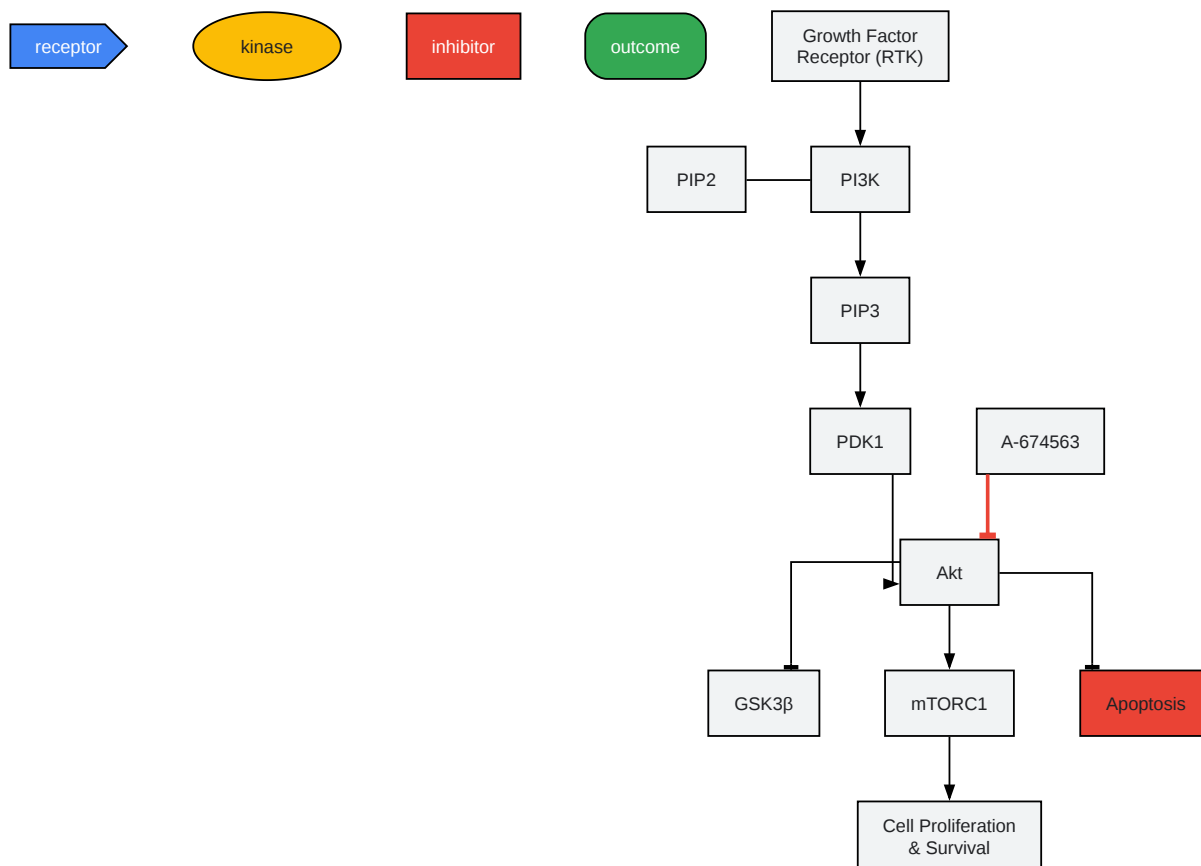 receptor
kinase
inhibitor
outcome
Growth Factor
Receptor (RTK)
PIP2
PI3K
PIP3
PDK1
A-674563
Akt
GSK3β
mTORC1
Apoptosis
Cell Proliferation
& Survival